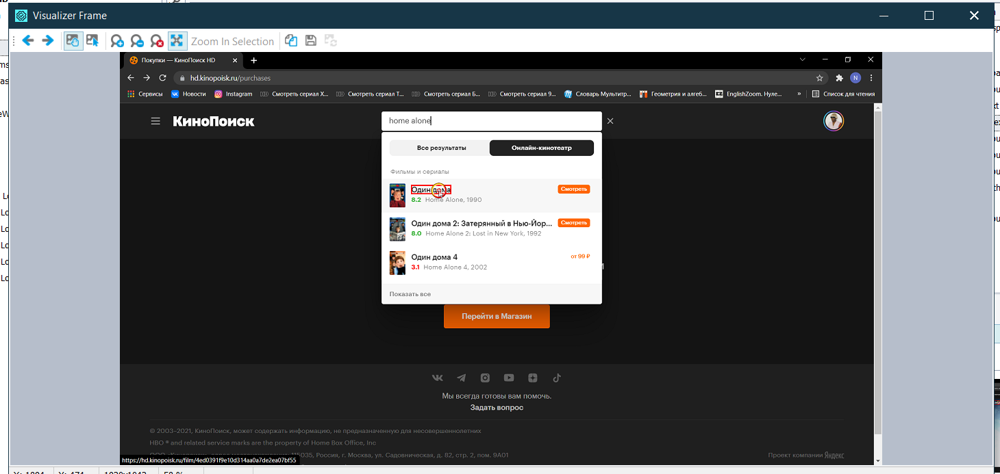 Visualizer Frame
Zoom In Selection
Покупки — КиноПоиск HD
hd.kinopoisk.ru/purchases
N
Сервисы
Новости
Instagram
HD Смотреть сериал Х...
HD Смотреть сериал Т...
HD Смотреть сериал Б...
HD Смотреть сериал 9...
Словарь Мультитр...
Геометрия и алгеб...
EZ EnglishZoom. Нуле...
»
Список для чтения
КиноПоиск
home alone
Все результаты
Онлайн-кинотеатр
Фильмы и сериалы
Один дома
Смотреть
8.2 Home Alone, 1990
Один дома 2: Затерянный в Нью-Йор...
Смотреть
8.0 Home Alone 2: Lost in New York, 1992
Один дома 4
от 99 ₽
3.1 Home Alone 4, 2002
Показать все
Перейти в Магазин
Мы всегда готовы вам помочь.
Задать вопрос
© 2003–2021, КиноПоиск, может содержать информацию, не предназначенную для несовершеннолетних
HBO ® and related service marks are the property of Home Box Office, Inc
115035, Россия, г. Москва, ул. Садовническая, д. 82, стр. 2, пом. 9А01
Проект компании Яндекс
https://hd.kinopoisk.ru/film/4ed0391f9e10d314aa0a7de2ea07bf55